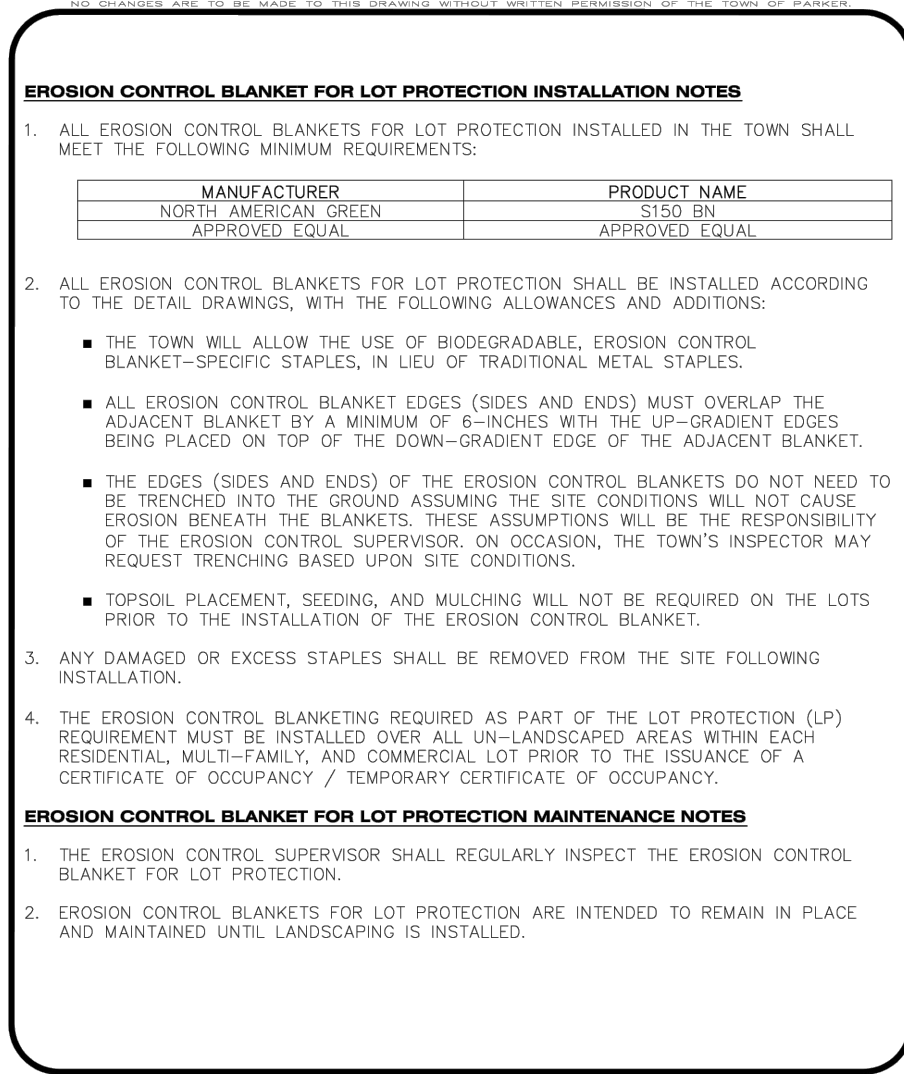 NO CHANGES ARE TO BE MADE TO THIS DRAWING WITHOUT WRITTEN PERMISSION OF THE TOWN OF PARKER.
EROSION CONTROL BLANKET FOR LOT PROTECTION INSTALLATION NOTES
1. ALL EROSION CONTROL BLANKETS FOR LOT PROTECTION INSTALLED IN THE TOWN SHALL
MEET THE FOLLOWING MINIMUM REQUIREMENTS:
MANUFACTURER PRODUCT NAME
NORTH AMERICAN GREEN S150 BN
APPROVED EQUAL APPROVED EQUAL
2. ALL EROSION CONTROL BLANKETS FOR LOT PROTECTION SHALL BE INSTALLED ACCORDING
TO THE DETAIL DRAWINGS, WITH THE FOLLOWING ALLOWANCES AND ADDITIONS:
■ THE TOWN WILL ALLOW THE USE OF BIODEGRADABLE, EROSION CONTROL
BLANKET-SPECIFIC STAPLES, IN LIEU OF TRADITIONAL METAL STAPLES.
■ ALL EROSION CONTROL BLANKET EDGES (SIDES AND ENDS) MUST OVERLAP THE
ADJACENT BLANKET BY A MINIMUM OF 6-INCHES WITH THE UP-GRADIENT EDGES
BEING PLACED ON TOP OF THE DOWN-GRADIENT EDGE OF THE ADJACENT BLANKET.
■ THE EDGES (SIDES AND ENDS) OF THE EROSION CONTROL BLANKETS DO NOT NEED TO
BE TRENCHED INTO THE GROUND ASSUMING THE SITE CONDITIONS WILL NOT CAUSE
EROSION BENEATH THE BLANKETS. THESE ASSUMPTIONS WILL BE THE RESPONSIBILITY
OF THE EROSION CONTROL SUPERVISOR. ON OCCASION, THE TOWN'S INSPECTOR MAY
REQUEST TRENCHING BASED UPON SITE CONDITIONS.
■ TOPSOIL PLACEMENT, SEEDING, AND MULCHING WILL NOT BE REQUIRED ON THE LOTS
PRIOR TO THE INSTALLATION OF THE EROSION CONTROL BLANKET.
3. ANY DAMAGED OR EXCESS STAPLES SHALL BE REMOVED FROM THE SITE FOLLOWING
INSTALLATION.
4. THE EROSION CONTROL BLANKETING REQUIRED AS PART OF THE LOT PROTECTION (LP)
REQUIREMENT MUST BE INSTALLED OVER ALL UN-LANDSCAPED AREAS WITHIN EACH
RESIDENTIAL, MULTI-FAMILY, AND COMMERCIAL LOT PRIOR TO THE ISSUANCE OF A
CERTIFICATE OF OCCUPANCY / TEMPORARY CERTIFICATE OF OCCUPANCY.
EROSION CONTROL BLANKET FOR LOT PROTECTION MAINTENANCE NOTES
1. THE EROSION CONTROL SUPERVISOR SHALL REGULARLY INSPECT THE EROSION CONTROL
BLANKET FOR LOT PROTECTION.
2. EROSION CONTROL BLANKETS FOR LOT PROTECTION ARE INTENDED TO REMAIN IN PLACE
AND MAINTAINED UNTIL LANDSCAPING IS INSTALLED.